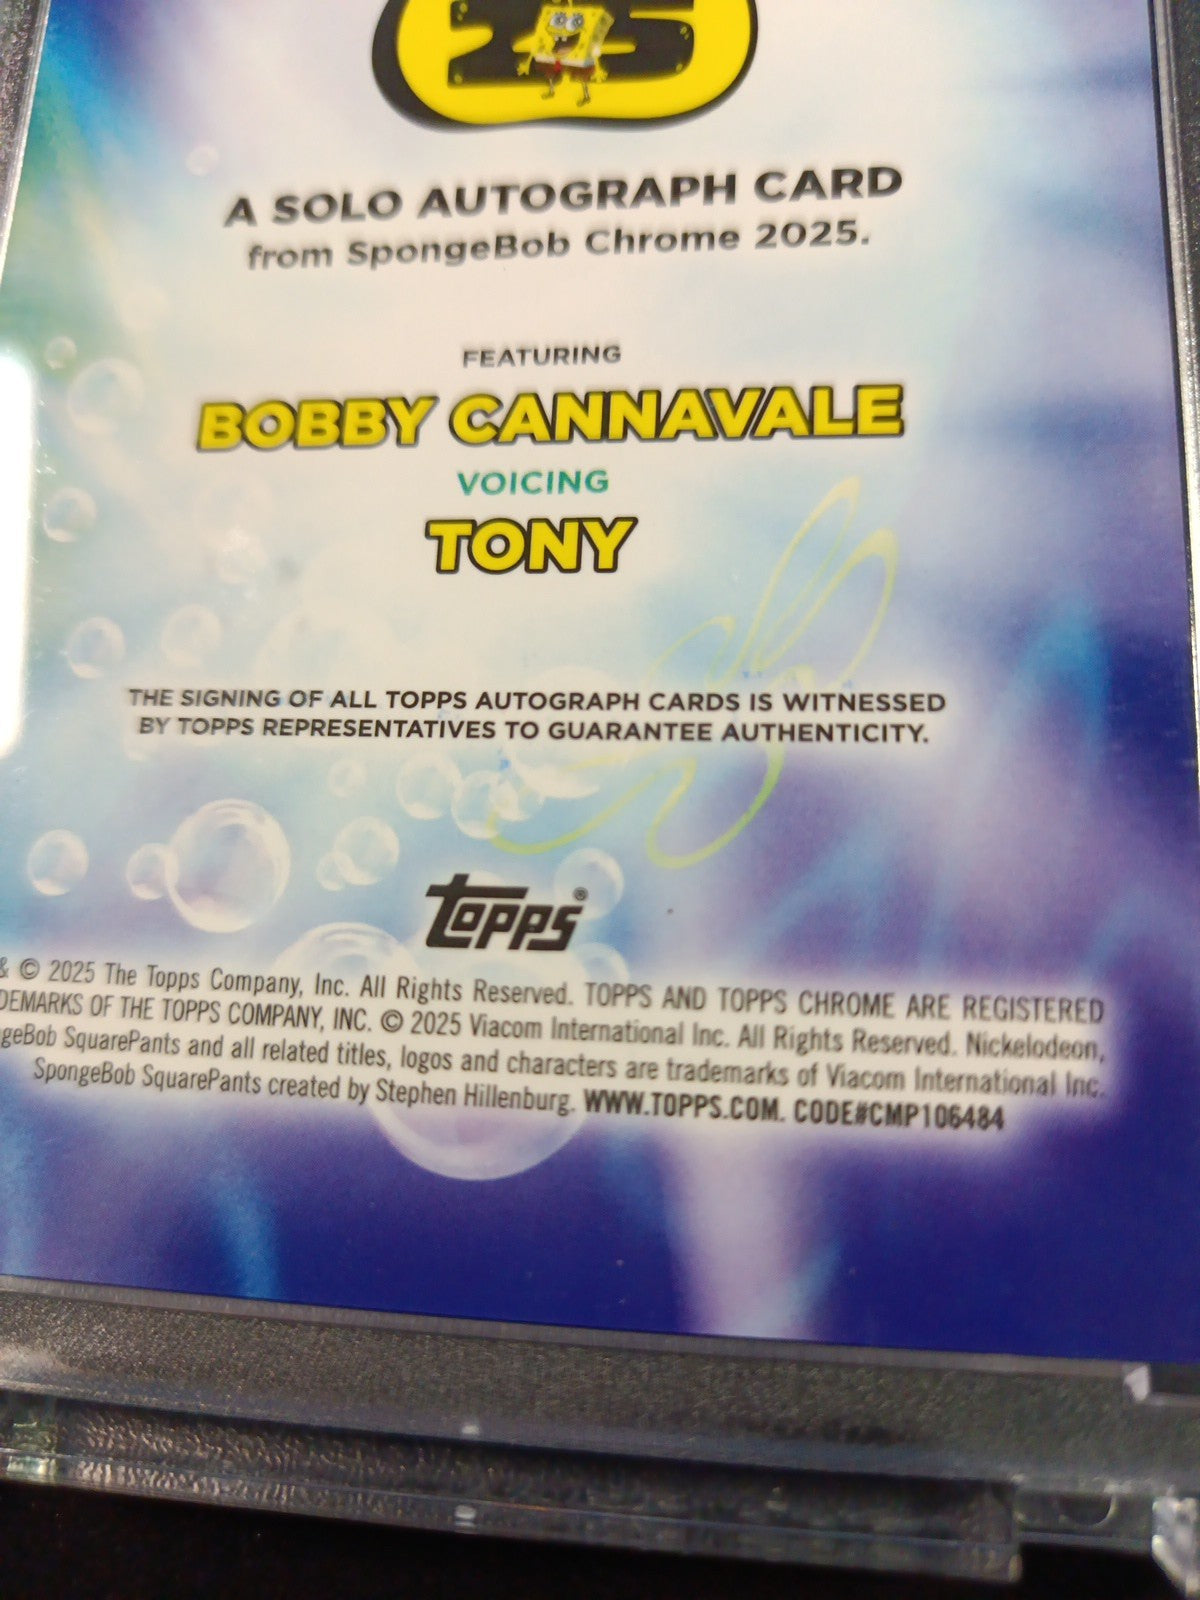 25
A SOLO AUTOGRAPH CARD
from SpongeBob Chrome 2025.
FEATURING
BOBBY CANNAVALE
VOICING
TONY
THE SIGNING OF ALL TOPPS AUTOGRAPH CARDS IS WITNESSED
BY TOPPS REPRESENTATIVES TO GUARANTEE AUTHENTICITY.
Topps®
& © 2025 The Topps Company, Inc. All Rights Reserved. TOPPS AND TOPPS CHROME ARE REGISTERED
DEMARKS OF THE TOPPS COMPANY, INC. © 2025 Viacom International Inc. All Rights Reserved. Nickelodeon,
geBob SquarePants and all related titles, logos and characters are trademarks of Viacom International Inc.
SpongeBob SquarePants created by Stephen Hillenburg. WWW.TOPPS.COM. CODE#CMP106484